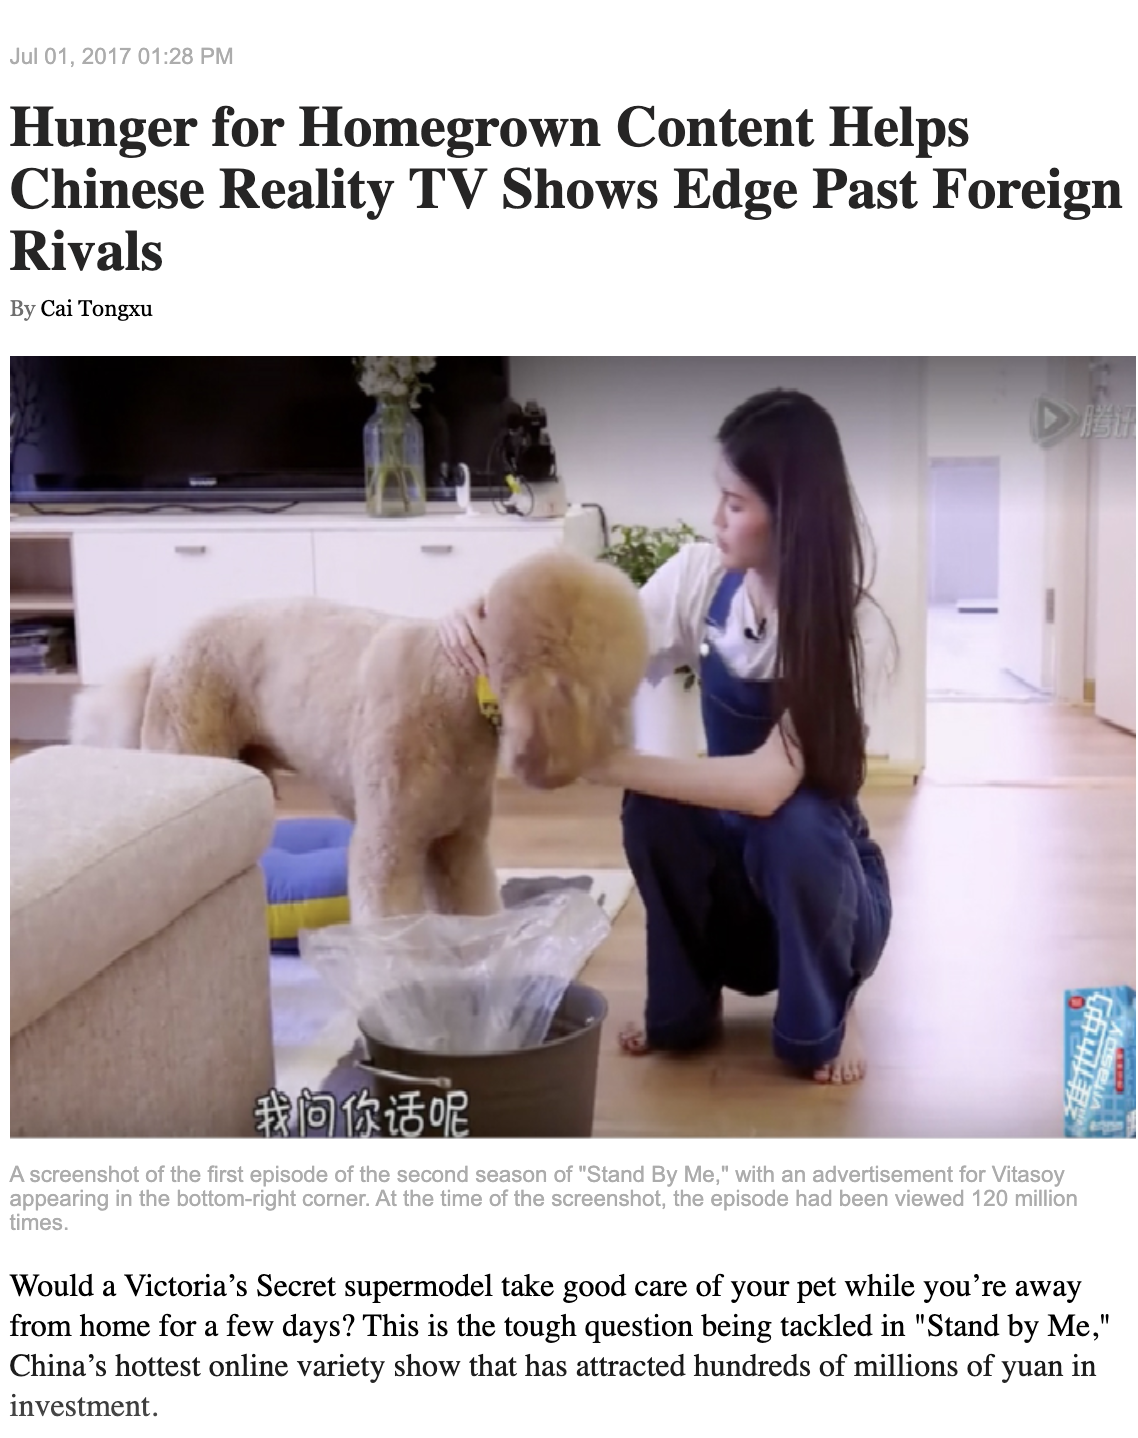 Jul 01, 2017 01:28 PM
Hunger for Homegrown Content Helps
Chinese Reality TV Shows Edge Past Foreign
Rivals
By Cai Tongxu
腾讯
我问你话呢
维他奶
VITASOY
A screenshot of the first episode of the second season of "Stand By Me," with an advertisement for Vitasoy
appearing in the bottom-right corner. At the time of the screenshot, the episode had been viewed 120 million
times.
Would a Victoria’s Secret supermodel take good care of your pet while you’re away
from home for a few days? This is the tough question being tackled in "Stand by Me,"
China’s hottest online variety show that has attracted hundreds of millions of yuan in
investment.